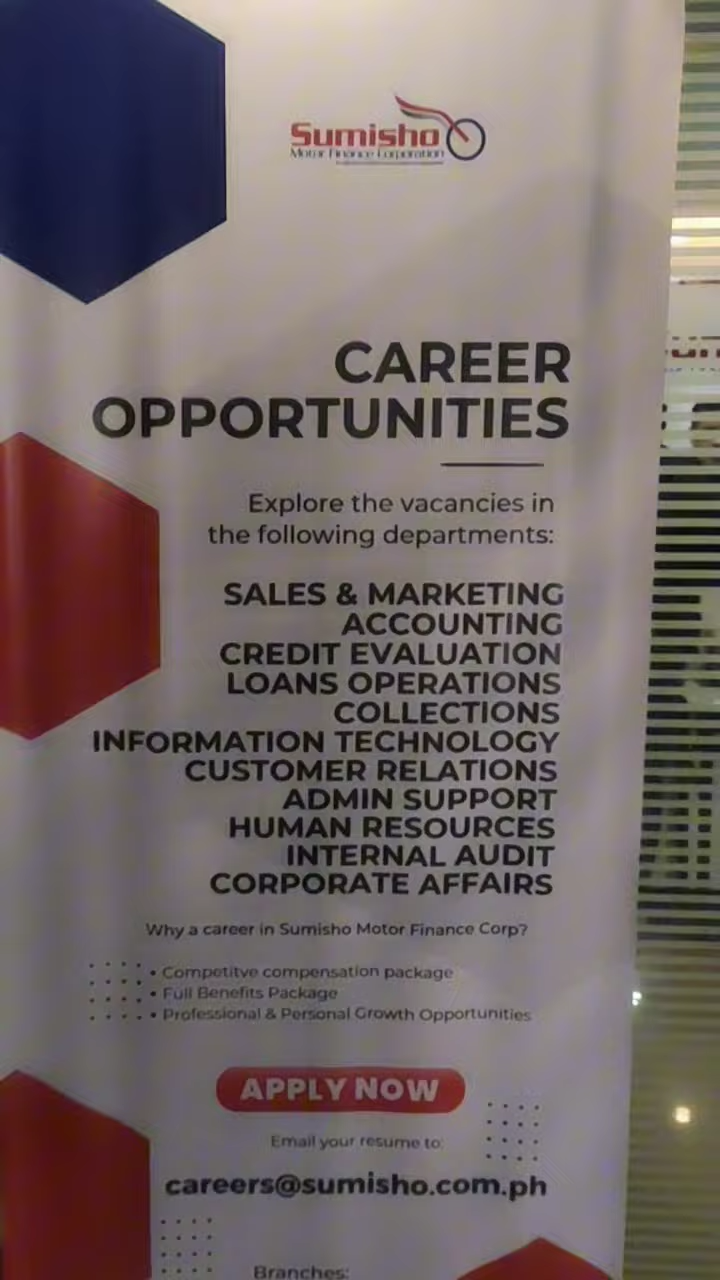 Sumisho
Motor Finance Corporation
CAREER
OPPORTUNITIES
Explore the vacancies in
the following departments:
SALES & MARKETING
ACCOUNTING
CREDIT EVALUATION
LOANS OPERATIONS
COLLECTIONS
INFORMATION TECHNOLOGY
CUSTOMER RELATIONS
ADMIN SUPPORT
HUMAN RESOURCES
INTERNAL AUDIT
CORPORATE AFFAIRS
Why a career in Sumisho Motor Finance Corp?
• Competitve compensation package
• Full Benefits Package
• Professional & Personal Growth Opportunities
APPLY NOW
Email your resume to:
careers@sumisho.com.ph
Branches: